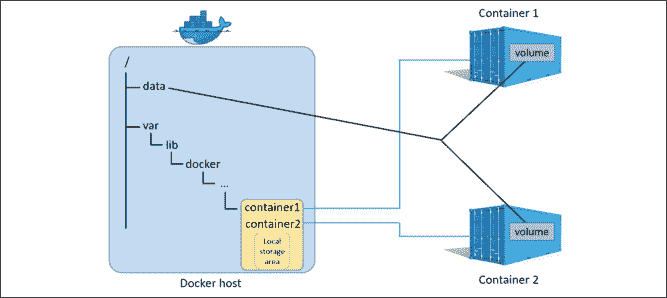 Container 1
volume
/
data
var
lib
docker
...
container1
container2
Local
storage
area
Docker host
volume
Container 2